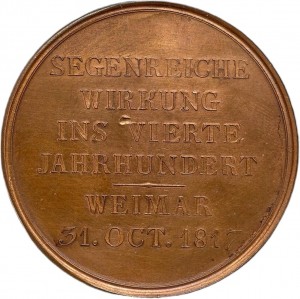 SEGENREICHE
WIRKUNG
INS VIERTE
JAHRHUNDERT
WEIMAR
31. OCT. 1817